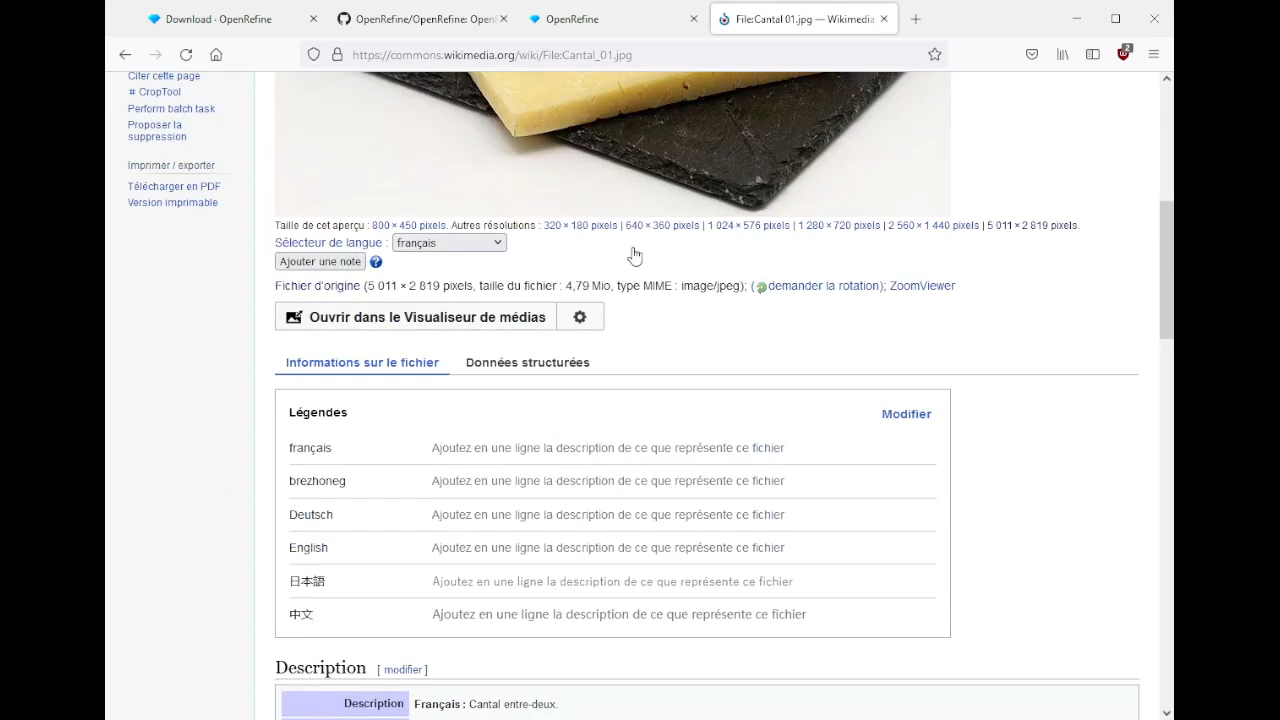 Download - OpenRefine
OpenRefine/OpenRefine: OpenI
OpenRefine
File:Cantal 01.jpg — Wikimedia
https://commons.wikimedia.org/wiki/File:Cantal_01.jpg
2
Citer cette page
# CropTool
Perform batch task
Proposer la
suppression
Imprimer / exporter
Télécharger en PDF
Version imprimable
Taille de cet aperçu : 800 × 450 pixels. Autres résolutions : 320 × 180 pixels | 640 × 360 pixels | 1 024 × 576 pixels | 1 280 × 720 pixels | 2 560 × 1 440 pixels | 5 011 × 2 819 pixels.
Sélecteur de langue : français
Ajouter une note
Fichier d'origine (5 011 × 2 819 pixels, taille du fichier : 4,79 Mio, type MIME : image/jpeg); (demander la rotation); ZoomViewer
Ouvrir dans le Visualiseur de médias
Informations sur le fichier
Données structurées
Légendes
Modifier
français Ajoutez en une ligne la description de ce que représente ce fichier
brezhoneg Ajoutez en une ligne la description de ce que représente ce fichier
Deutsch Ajoutez en une ligne la description de ce que représente ce fichier
English Ajoutez en une ligne la description de ce que représente ce fichier
日本語 Ajoutez en une ligne la description de ce que représente ce fichier
中文 Ajoutez en une ligne la description de ce que représente ce fichier
Description [ modifier ]
Description Français : Cantal entre-deux.